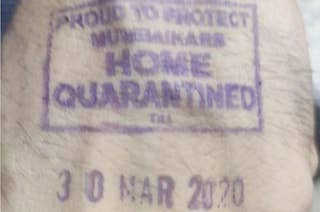 PROUD TO PROTECT
MUMBAIKARS
HOME
QUARANTINED
TILL
30 MAR 2020